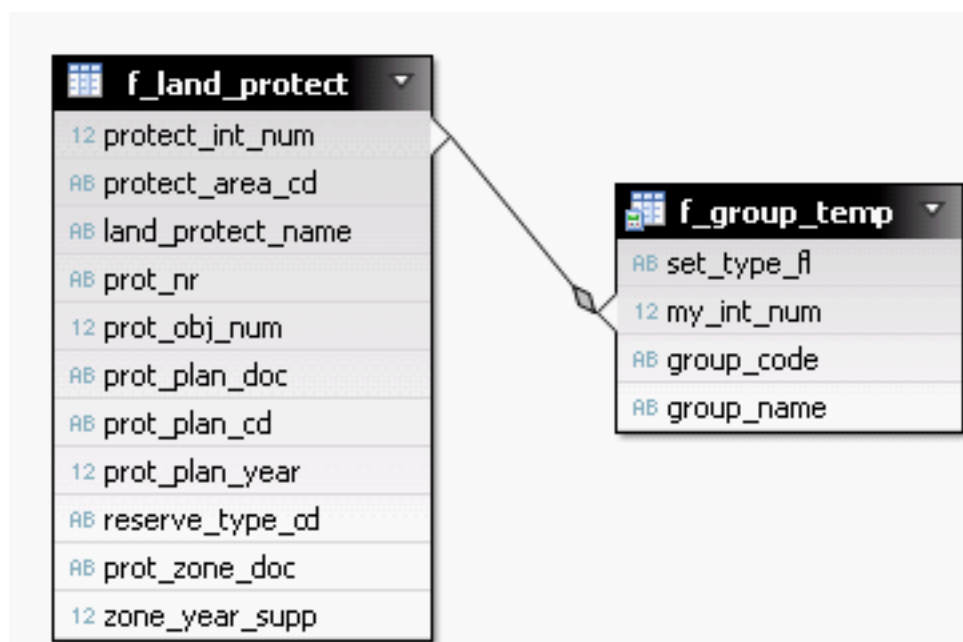 f_land_protect
12 protect_int_num
AB protect_area_cd
AB land_protect_name
AB prot_nr
12 prot_obj_num
AB prot_plan_doc
AB prot_plan_cd
12 prot_plan_year
AB reserve_type_cd
AB prot_zone_doc
12 zone_year_supp
f_group_temp
AB set_type_fl
12 my_int_num
AB group_code
AB group_name